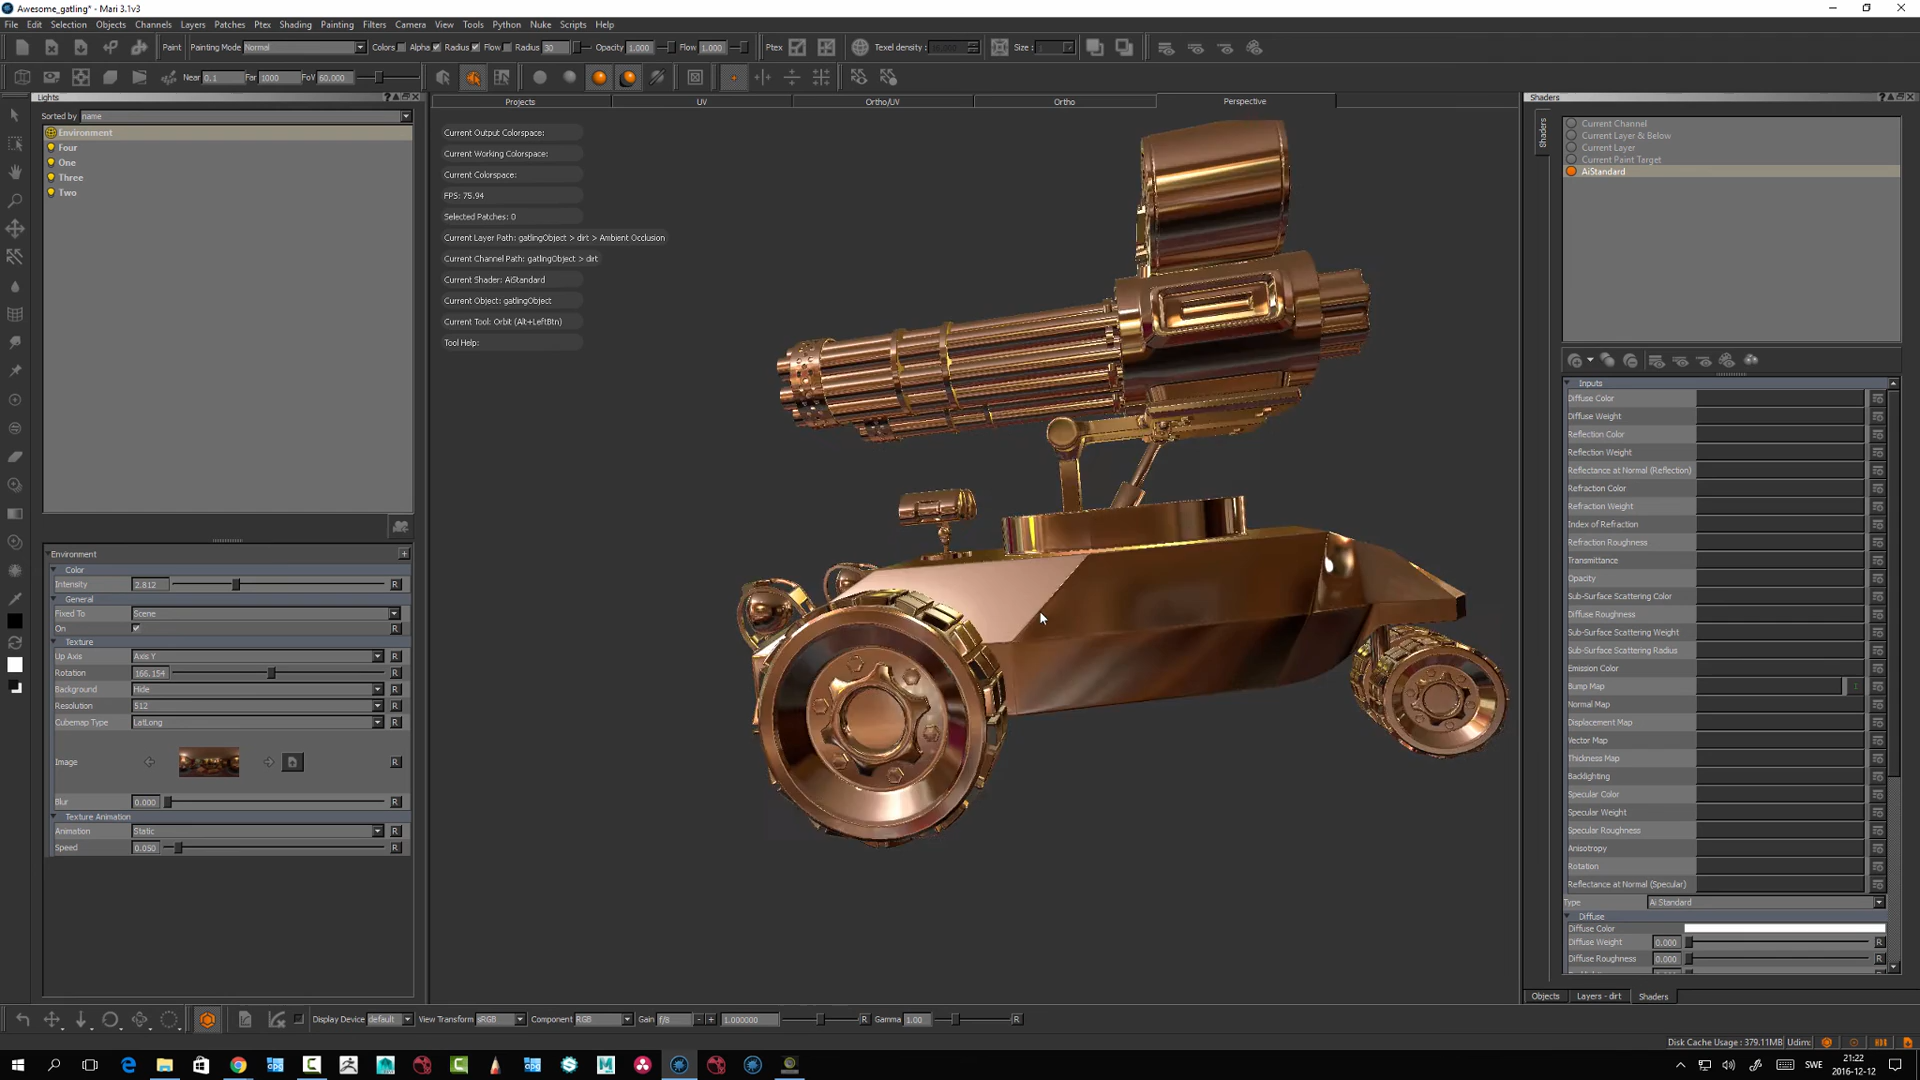 Awesome_gatling* - Mari 3.1v3
File Edit Selection Objects Channels Layers Patches Ptex Shading Painting Filters Camera View Tools Python Nuke Scripts Help
Paint Painting Mode Normal Colors Alpha Radius Flow Radius 30 Opacity 1.000 Flow 1.000 Ptex Texel density: Size: 1
Near 0.1 Far 1000 FoV 60.000
Lights
Sorted by name
Environment
Four
One
Three
Two
Environment
Color
Intensity 2.812 R
General
Fixed To Scene R
On R
Texture
Up Axis Axis Y R
Rotation 166.154 R
Background Hide R
Resolution 512 R
Cubemap Type LatLong R
Image R
Blur 0.000 R
Texture Animation
Animation Static R
Speed 0.050 R
Projects UV Ortho/UV Ortho Perspective
Current Output Colorspace:
Current Working Colorspace:
Current Colorspace:
FPS: 75.94
Selected Patches: 0
Current Layer Path: gatlingObject > dirt > Ambient Occlusion
Current Channel Path: gatlingObject > dirt
Current Shader: AiStandard
Current Object: gatlingObject
Current Tool: Orbit (Alt+LeftBtn)
Tool Help:
Shaders
Shaders
Current Channel
Current Layer & Below
Current Layer
Current Paint Target
AiStandard
Inputs
Diffuse Color
Diffuse Weight
Reflection Color
Reflection Weight
Reflectance at Normal (Reflection)
Refraction Color
Refraction Weight
Index of Refraction
Refraction Roughness
Transmittance
Opacity
Sub-Surface Scattering Color
Diffuse Roughness
Sub-Surface Scattering Weight
Sub-Surface Scattering Radius
Emission Color
Bump Map
Normal Map
Displacement Map
Vector Map
Thickness Map
Backlighting
Specular Color
Specular Weight
Specular Roughness
Anisotropy
Rotation
Reflectance at Normal (Specular)
Type Ai Standard
Diffuse
Diffuse Color
Diffuse Weight 0.000 R
Diffuse Roughness 0.000 R
Objects Layers - dirt Shaders
Display Device default View Transform sRGB Component RGB Gain f/8 - + 1.000000 R Gamma 1.00 R
Disk Cache Usage : 379.11MB Udim:
SWE
21:22
2016-12-12